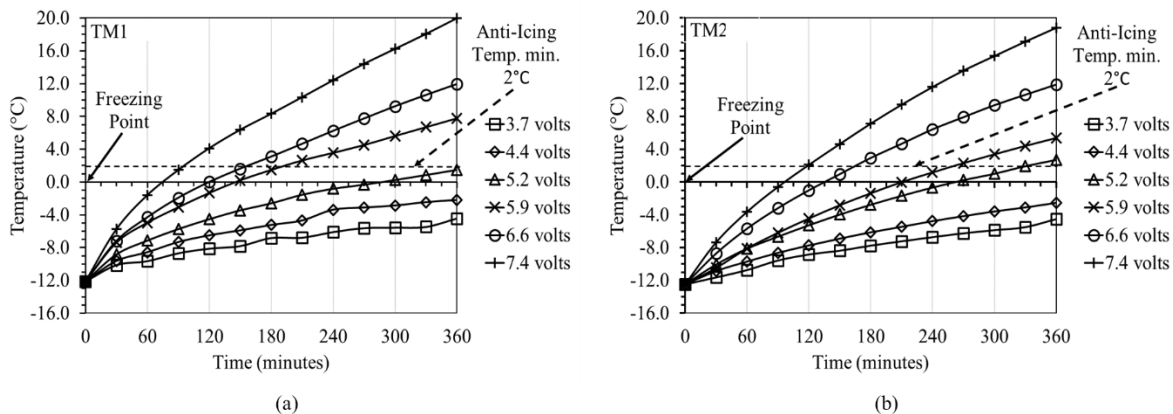 TM1
20.0
16.0
12.0
8.0
4.0
0.0
-4.0
-8.0
-12.0
-16.0
Temperature (°C)
0 60 120 180 240 300 360
Time (minutes)
Freezing
Point
Anti-Icing
Temp. min.
2°C
3.7 volts
4.4 volts
5.2 volts
5.9 volts
6.6 volts
7.4 volts
(a)
TM2
20.0
16.0
12.0
8.0
4.0
0.0
-4.0
-8.0
-12.0
-16.0
Temperature (°C)
0 60 120 180 240 300 360
Time (minutes)
Freezing
Point
Anti-Icing
Temp. min.
2°C
3.7 volts
4.4 volts
5.2 volts
5.9 volts
6.6 volts
7.4 volts
(b)